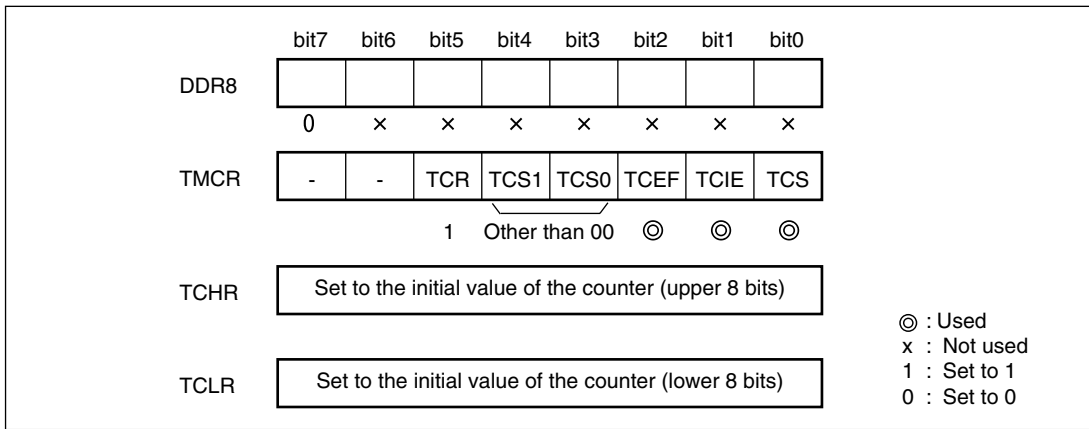 bit7 bit6 bit5 bit4 bit3 bit2 bit1 bit0
DDR8
0 × × × × × × ×
TMCR - - TCR TCS1 TCS0 TCEF TCIE TCS
1 Other than 00 ◎ ◎ ◎
TCHR Set to the initial value of the counter (upper 8 bits)
TCLR Set to the initial value of the counter (lower 8 bits)
◎ : Used
x : Not used
1 : Set to 1
0 : Set to 0